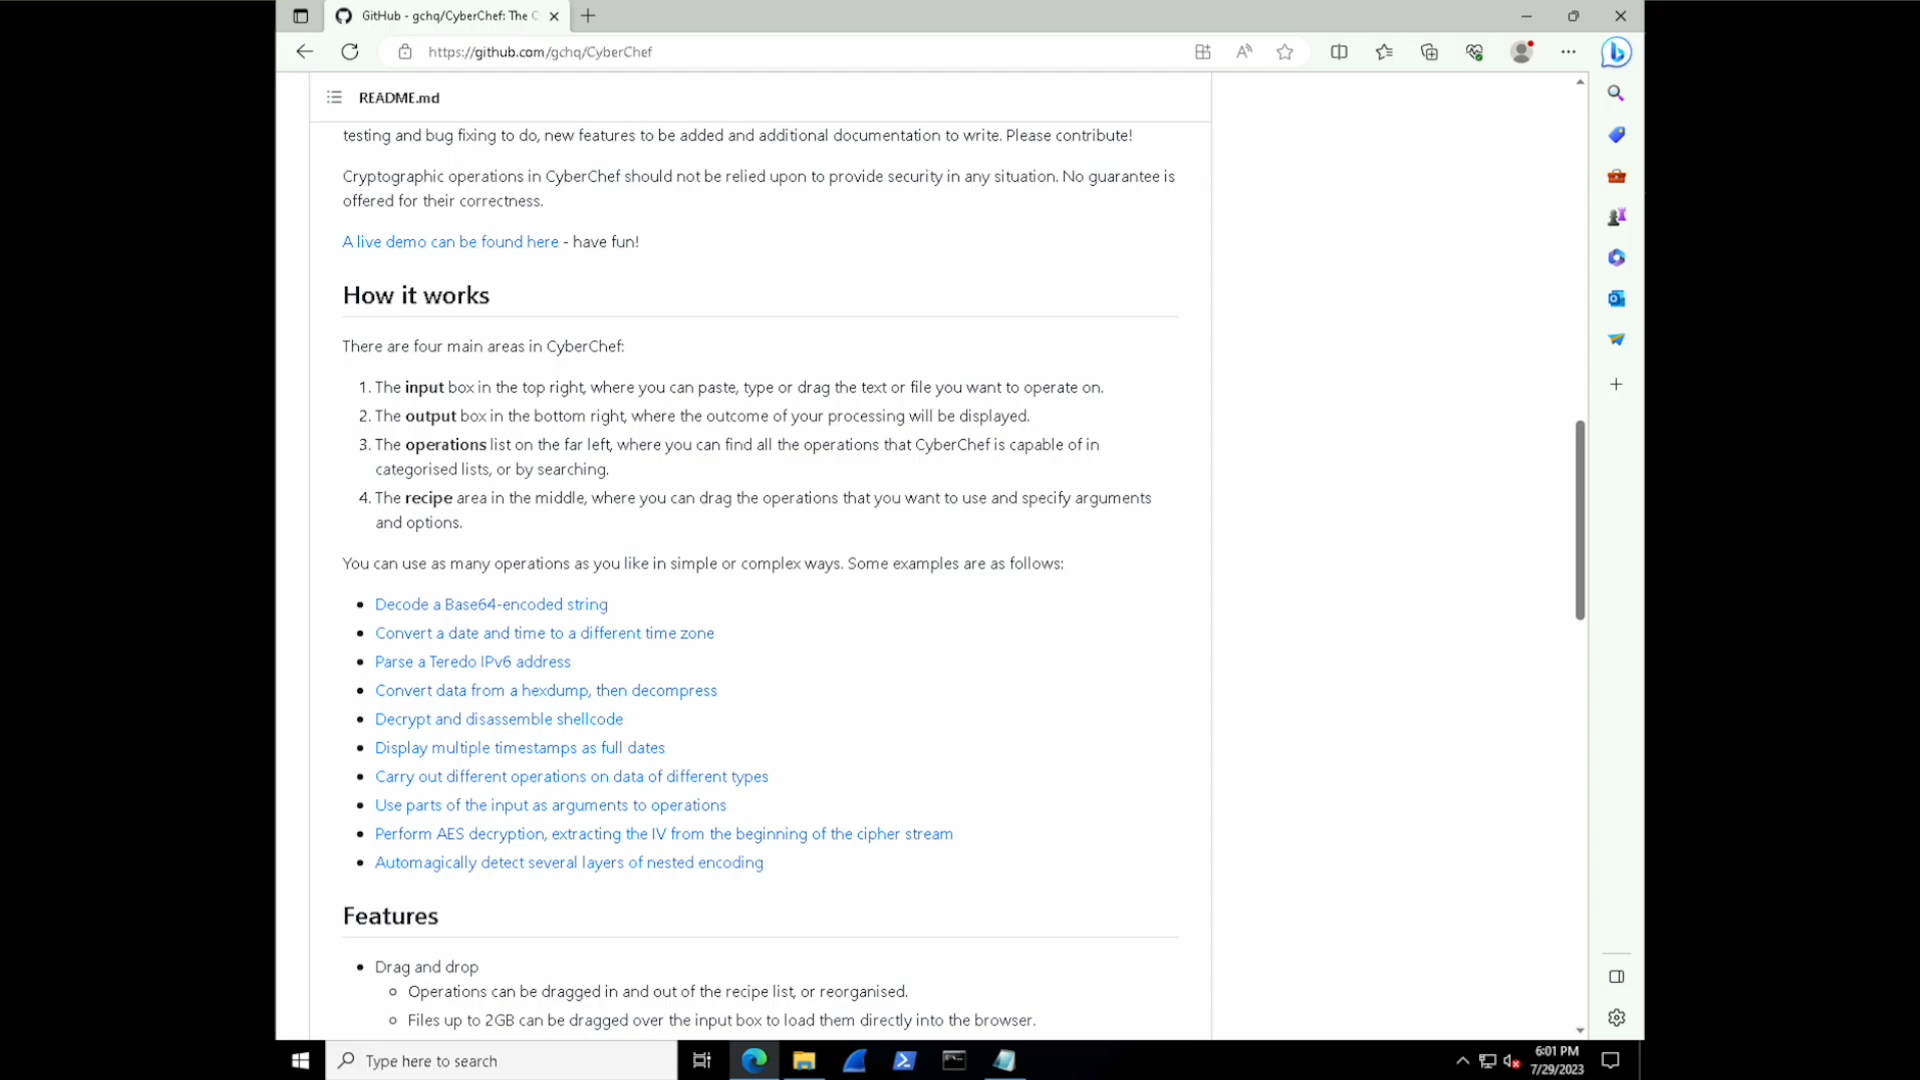 GitHub - gchq/CyberChef: The C
https://github.com/gchq/CyberChef
README.md
testing and bug fixing to do, new features to be added and additional documentation to write. Please contribute!
Cryptographic operations in CyberChef should not be relied upon to provide security in any situation. No guarantee is
offered for their correctness.
A live demo can be found here - have fun!
How it works
There are four main areas in CyberChef:
1. The input box in the top right, where you can paste, type or drag the text or file you want to operate on.
2. The output box in the bottom right, where the outcome of your processing will be displayed.
3. The operations list on the far left, where you can find all the operations that CyberChef is capable of in
categorised lists, or by searching.
4. The recipe area in the middle, where you can drag the operations that you want to use and specify arguments
and options.
You can use as many operations as you like in simple or complex ways. Some examples are as follows:
Decode a Base64-encoded string
Convert a date and time to a different time zone
Parse a Teredo IPv6 address
Convert data from a hexdump, then decompress
Decrypt and disassemble shellcode
Display multiple timestamps as full dates
Carry out different operations on data of different types
Use parts of the input as arguments to operations
Perform AES decryption, extracting the IV from the beginning of the cipher stream
Automagically detect several layers of nested encoding
Features
Drag and drop
Operations can be dragged in and out of the recipe list, or reorganised.
Files up to 2GB can be dragged over the input box to load them directly into the browser.
Type here to search
6:01 PM
7/29/2023